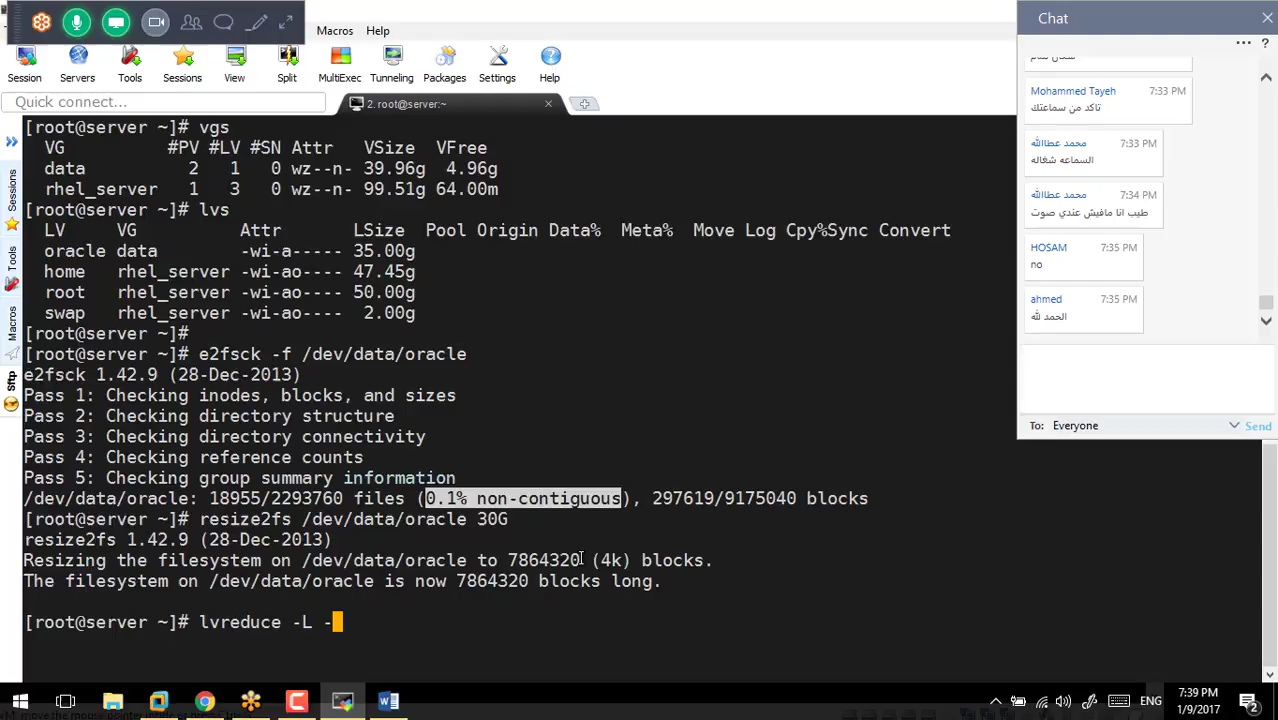 Macros Help
Session Servers Tools Sessions View Split MultiExec Tunneling Packages Settings Help
Quick connect...
2. root@server:~
Sessions
Tools
Macros
Sftp
[root@server ~]# vgs
VG #PV #LV #SN Attr VSize VFree
data 2 1 0 wz--n- 39.96g 4.96g
rhel_server 1 3 0 wz--n- 99.51g 64.00m
[root@server ~]# lvs
LV VG Attr LSize Pool Origin Data% Meta% Move Log Cpy%Sync Convert
oracle data -wi-a----- 35.00g
home rhel_server -wi-ao---- 47.45g
root rhel_server -wi-ao---- 50.00g
swap rhel_server -wi-ao---- 2.00g
[root@server ~]#
[root@server ~]# e2fsck -f /dev/data/oracle
e2fsck 1.42.9 (28-Dec-2013)
Pass 1: Checking inodes, blocks, and sizes
Pass 2: Checking directory structure
Pass 3: Checking directory connectivity
Pass 4: Checking reference counts
Pass 5: Checking group summary information
/dev/data/oracle: 18955/2293760 files (0.1% non-contiguous), 297619/9175040 blocks
[root@server ~]# resize2fs /dev/data/oracle 30G
resize2fs 1.42.9 (28-Dec-2013)
Resizing the filesystem on /dev/data/oracle to 7864320 (4k) blocks.
The filesystem on /dev/data/oracle is now 7864320 blocks long.
[root@server ~]# lvreduce -L -
Chat
Mohammed Tayeh 7:33 PM
تاكد من سماعتك
محمد عطاالله 7:33 PM
السماعه شغاله
محمد عطاالله 7:34 PM
طيب انا مافيش عندي صوت
HOSAM 7:35 PM
no
ahmed 7:35 PM
الحمد لله
To: Everyone Send
ENG
7:39 PM
1/9/2017
2